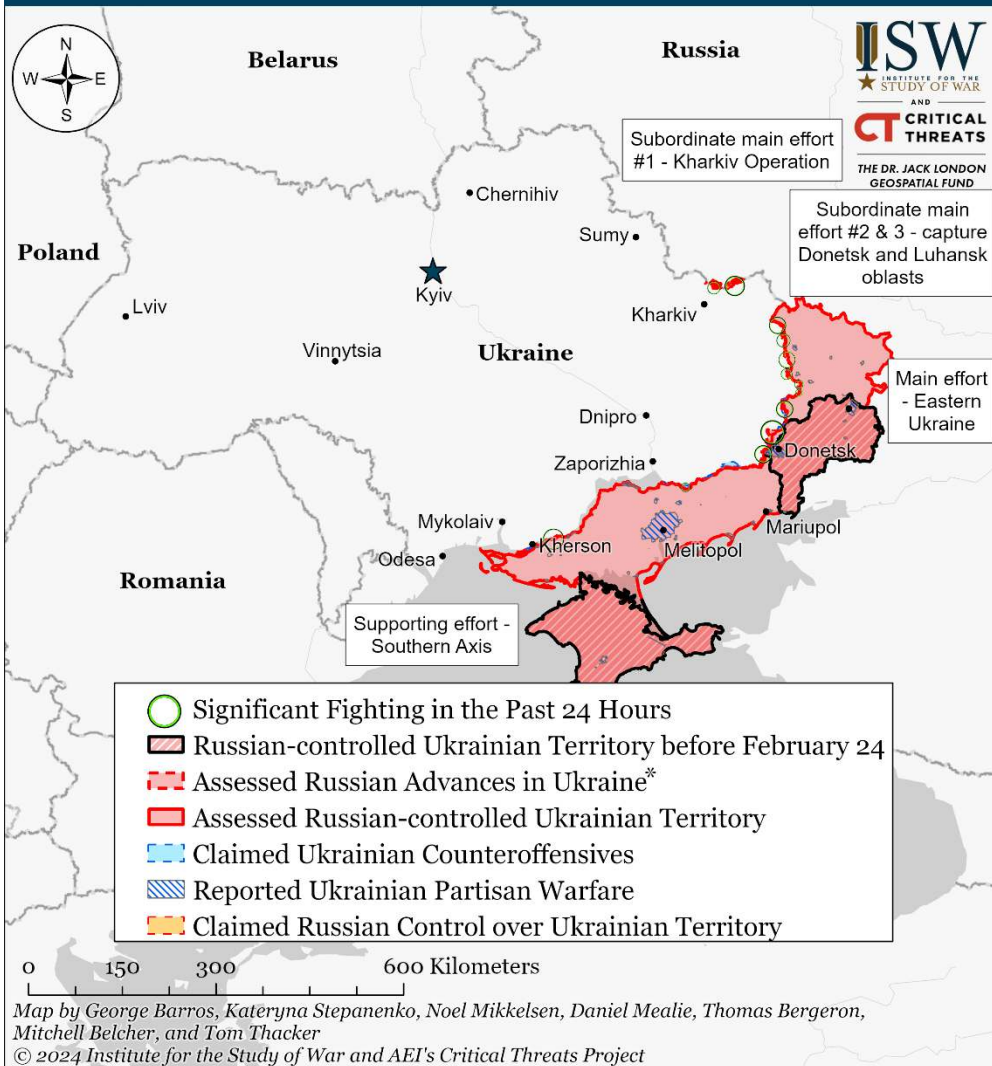 N
W E
S
Belarus
Russia
ISW
INSTITUTE FOR THE
STUDY OF WAR
AND
CT CRITICAL
THREATS
THE DR. JACK LONDON
GEOSPATIAL FUND
Subordinate main effort
#1 - Kharkiv Operation
Subordinate main
effort #2 & 3 - capture
Donetsk and Luhansk
oblasts
Chernihiv
Sumy
Poland
Kyiv
Lviv
Kharkiv
Vinnytsia
Ukraine
Main effort
- Eastern
Ukraine
Dnipro
Donetsk
Zaporizhia
Mykolaiv
Mariupol
Kherson
Melitopol
Odesa
Romania
Supporting effort -
Southern Axis
Significant Fighting in the Past 24 Hours
Russian-controlled Ukrainian Territory before February 24
Assessed Russian Advances in Ukraine*
Assessed Russian-controlled Ukrainian Territory
Claimed Ukrainian Counteroffensives
Reported Ukrainian Partisan Warfare
Claimed Russian Control over Ukrainian Territory
0 150 300 600 Kilometers
Map by George Barros, Kateryna Stepanenko, Noel Mikkelsen, Daniel Mealie, Thomas Bergeron,
Mitchell Belcher, and Tom Thacker
© 2024 Institute for the Study of War and AEI's Critical Threats Project